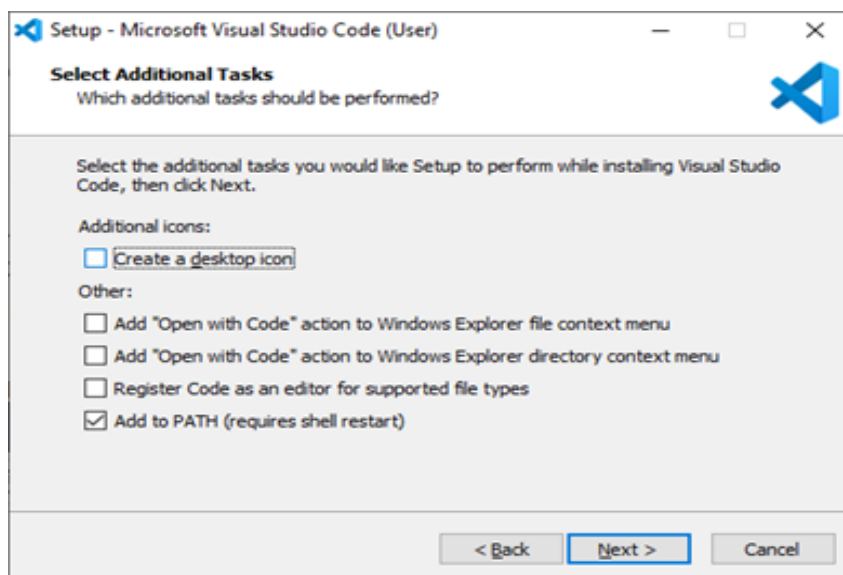 Setup - Microsoft Visual Studio Code (User)
Select Additional Tasks
Which additional tasks should be performed?
Select the additional tasks you would like Setup to perform while installing Visual Studio
Code, then click Next.
Additional icons:
Create a desktop icon
Other:
Add "Open with Code" action to Windows Explorer file context menu
Add "Open with Code" action to Windows Explorer directory context menu
Register Code as an editor for supported file types
Add to PATH (requires shell restart)
< Back Next > Cancel